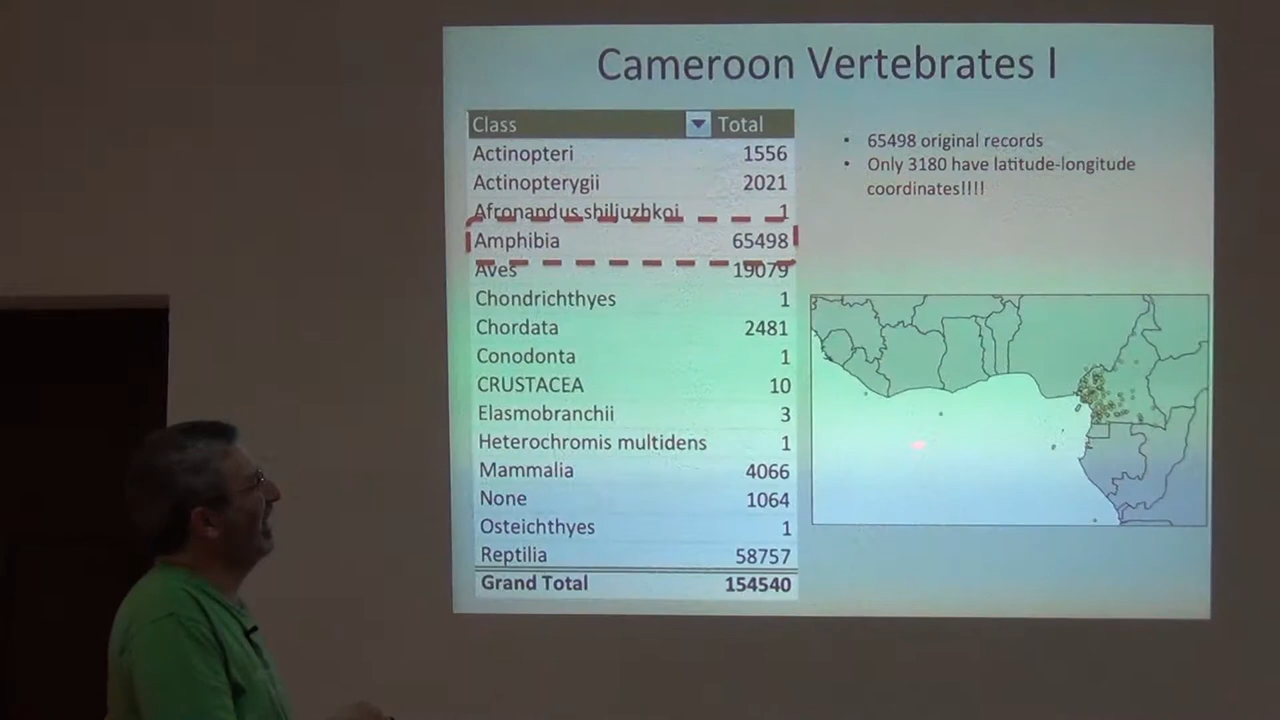 Cameroon Vertebrates I
Class Total
Actinopteri 1556
Actinopterygii 2021
Afronandus shiljuzhkoi 1
Amphibia 65498
Aves 19079
Chondrichthyes 1
Chordata 2481
Conodonta 1
CRUSTACEA 10
Elasmobranchii 3
Heterochromis multidens 1
Mammalia 4066
None 1064
Osteichthyes 1
Reptilia 58757
Grand Total 154540
• 65498 original records
• Only 3180 have latitude-longitude
coordinates!!!!